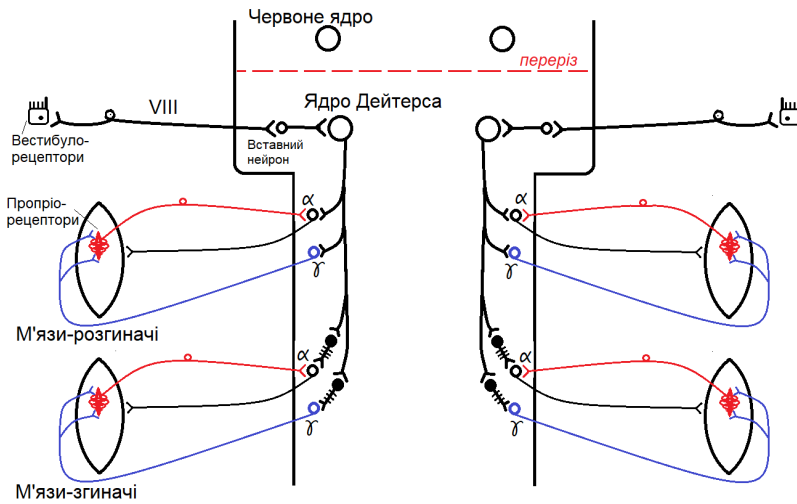 Червоне ядро
переріз
VIII
Ядро Дейтерса
Вестибуло-
рецептори
Вставний
нейрон
Пропріо-
рецептори
α
α
γ
γ
М'язи-розгиначі
α
α
γ
γ
М'язи-згиначі